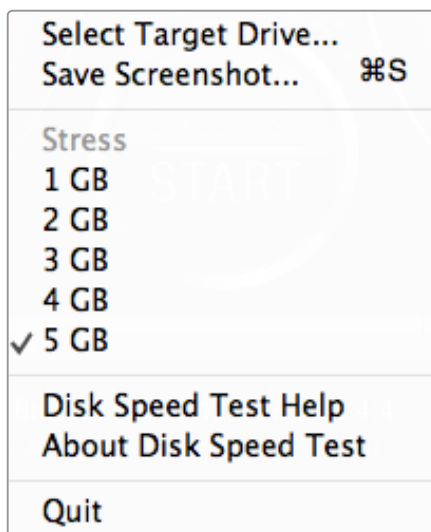 Select Target Drive...
Save Screenshot... ⌘S
Stress
START
1 GB
2 GB
3 GB
4 GB
✓ 5 GB
Disk Speed Test Help
About Disk Speed Test
Quit